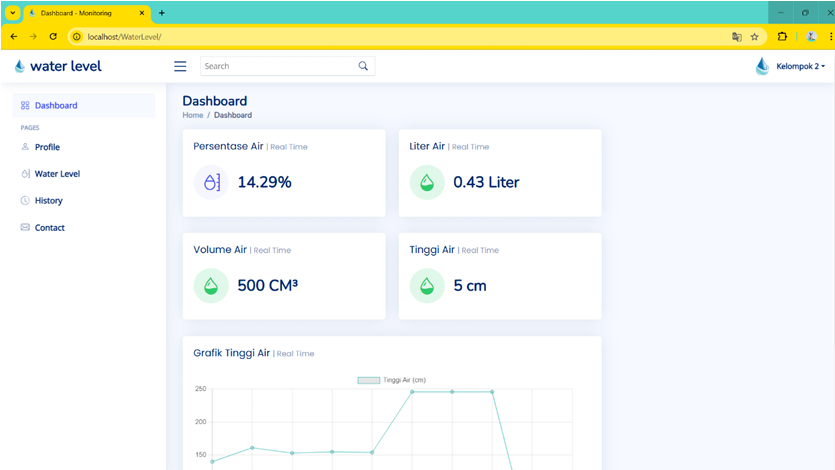 Dashboard - Monitoring
localhost/WaterLevel/
water level
Search
Kelompok 2
Dashboard
PAGES
Profile
Water Level
History
Contact
Dashboard
Home / Dashboard
Persentase Air | Real Time
14.29%
Liter Air | Real Time
0.43 Liter
Volume Air | Real Time
500 CM³
Tinggi Air | Real Time
5 cm
Grafik Tinggi Air | Real Time
Tinggi Air (cm)
250
200
150